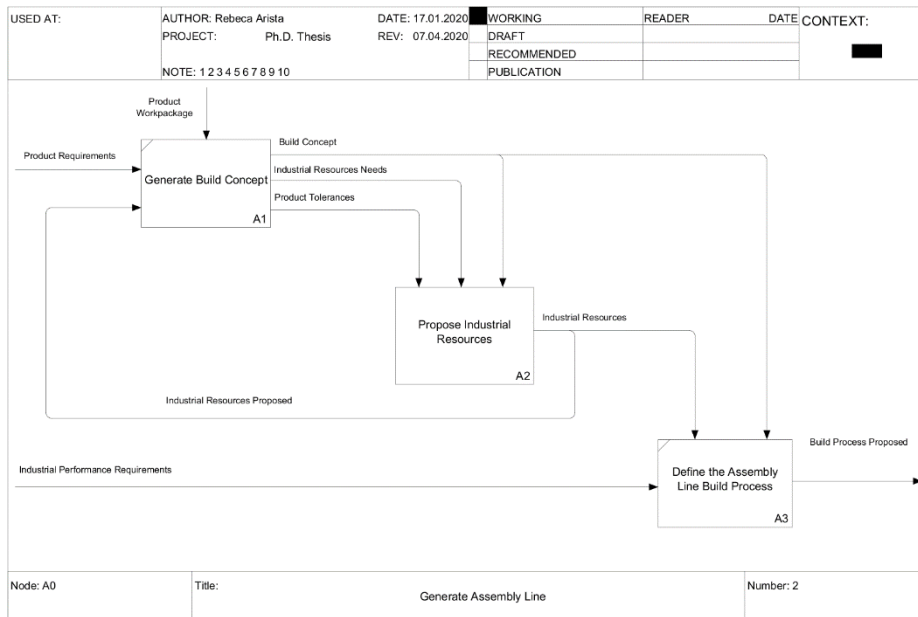 USED AT:
AUTHOR: Rebeca Arista
DATE: 17.01.2020
WORKING
READER
DATE
CONTEXT:
PROJECT: Ph.D. Thesis
REV: 07.04.2020
DRAFT
RECOMMENDED
NOTE: 1 2 3 4 5 6 7 8 9 10
PUBLICATION
Product
Workpackage
Build Concept
Product Requirements
Industrial Resources Needs
Generate Build Concept
Product Tolerances
A1
Industrial Resources
Propose Industrial
Resources
A2
Industrial Resources Proposed
Build Process Proposed
Industrial Performance Requirements
Define the Assembly
Line Build Process
A3
Node: A0
Title:
Generate Assembly Line
Number: 2